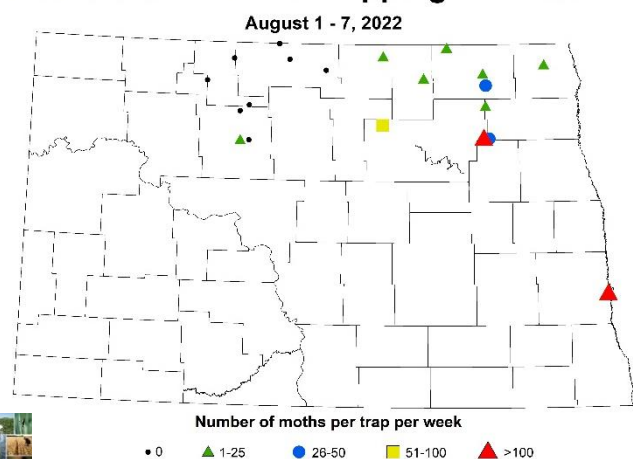 August 1 - 7, 2022
Number of moths per trap per week
0 1-25 26-50 51-100 >100